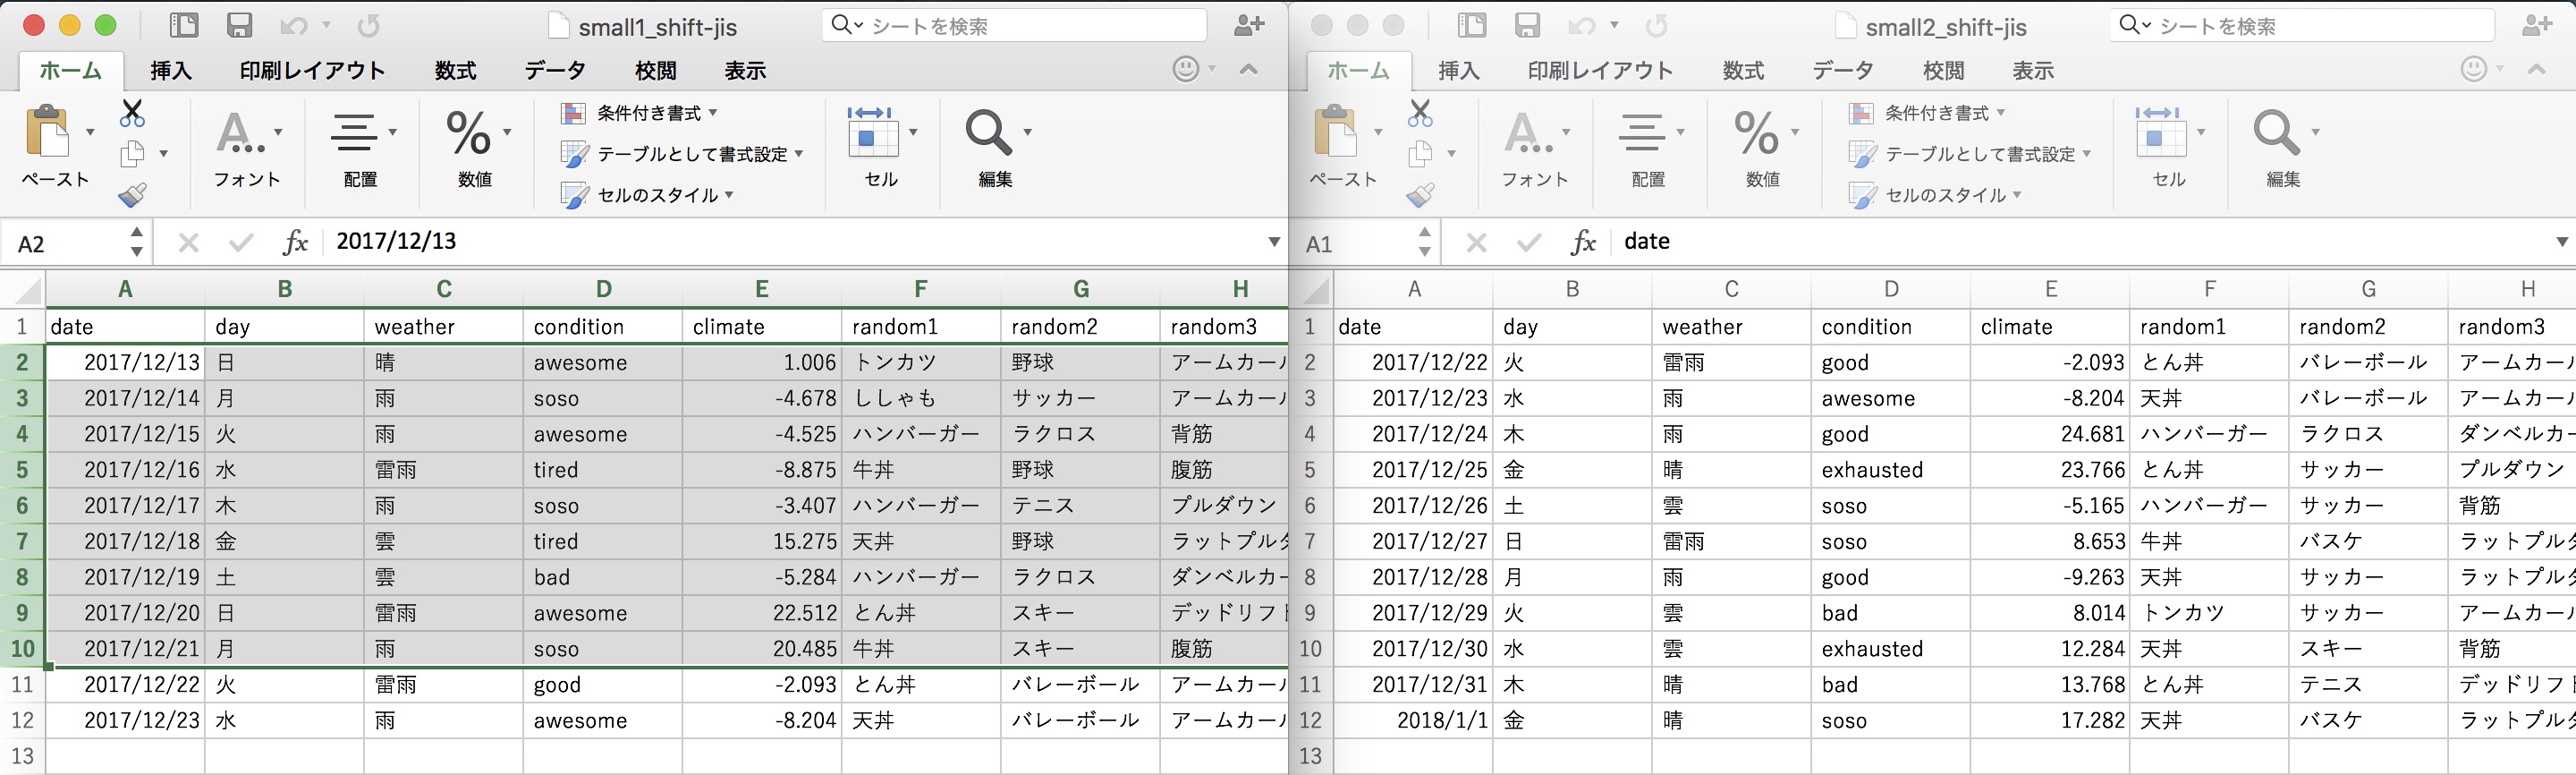 small1_shift-jis
シートを検索
ホーム 挿入 印刷レイアウト 数式 データ 校閲 表示
ペースト
フォント
配置
%
数値
条件付き書式
テーブルとして書式設定
セルのスタイル
セル
編集
A2 fx 2017/12/13
A B C D E F G H
1 date day weather condition climate random1 random2 random3
2 2017/12/13 日 晴 awesome 1.006 トンカツ 野球 アームカール
3 2017/12/14 月 雨 soso -4.678 ししゃも サッカー アームカール
4 2017/12/15 火 雨 awesome -4.525 ハンバーガー ラクロス 背筋
5 2017/12/16 水 雷雨 tired -8.875 牛丼 野球 腹筋
6 2017/12/17 木 雨 soso -3.407 ハンバーガー テニス プルダウン
7 2017/12/18 金 雲 tired 15.275 天丼 野球 ラットプルダ
8 2017/12/19 土 雲 bad -5.284 ハンバーガー ラクロス ダンベルカー
9 2017/12/20 日 雷雨 awesome 22.512 とん丼 スキー デッドリフト
10 2017/12/21 月 雨 soso 20.485 牛丼 スキー 腹筋
11 2017/12/22 火 雷雨 good -2.093 とん丼 バレーボール アームカール
12 2017/12/23 水 雨 awesome -8.204 天丼 バレーボール アームカール
13
small2_shift-jis
シートを検索
ホーム 挿入 印刷レイアウト 数式 データ 校閲 表示
ペースト
フォント
配置
%
数値
条件付き書式
テーブルとして書式設定
セルのスタイル
セル
編集
A1 fx date
A B C D E F G H
1 date day weather condition climate random1 random2 random3
2 2017/12/22 火 雷雨 good -2.093 とん丼 バレーボール アームカール
3 2017/12/23 水 雨 awesome -8.204 天丼 バレーボール アームカール
4 2017/12/24 木 雨 good 24.681 ハンバーガー ラクロス ダンベルカー
5 2017/12/25 金 晴 exhausted 23.766 とん丼 サッカー プルダウン
6 2017/12/26 土 雲 soso -5.165 ハンバーガー サッカー 背筋
7 2017/12/27 日 雷雨 soso 8.653 牛丼 バスケ ラットプルダ
8 2017/12/28 月 雨 good -9.263 天丼 サッカー ラットプルダ
9 2017/12/29 火 雲 bad 8.014 トンカツ サッカー アームカール
10 2017/12/30 水 雲 exhausted 12.284 天丼 スキー 背筋
11 2017/12/31 木 晴 bad 13.768 とん丼 テニス デッドリフト
12 2018/1/1 金 晴 soso 17.282 天丼 バスケ ラットプルダ
13